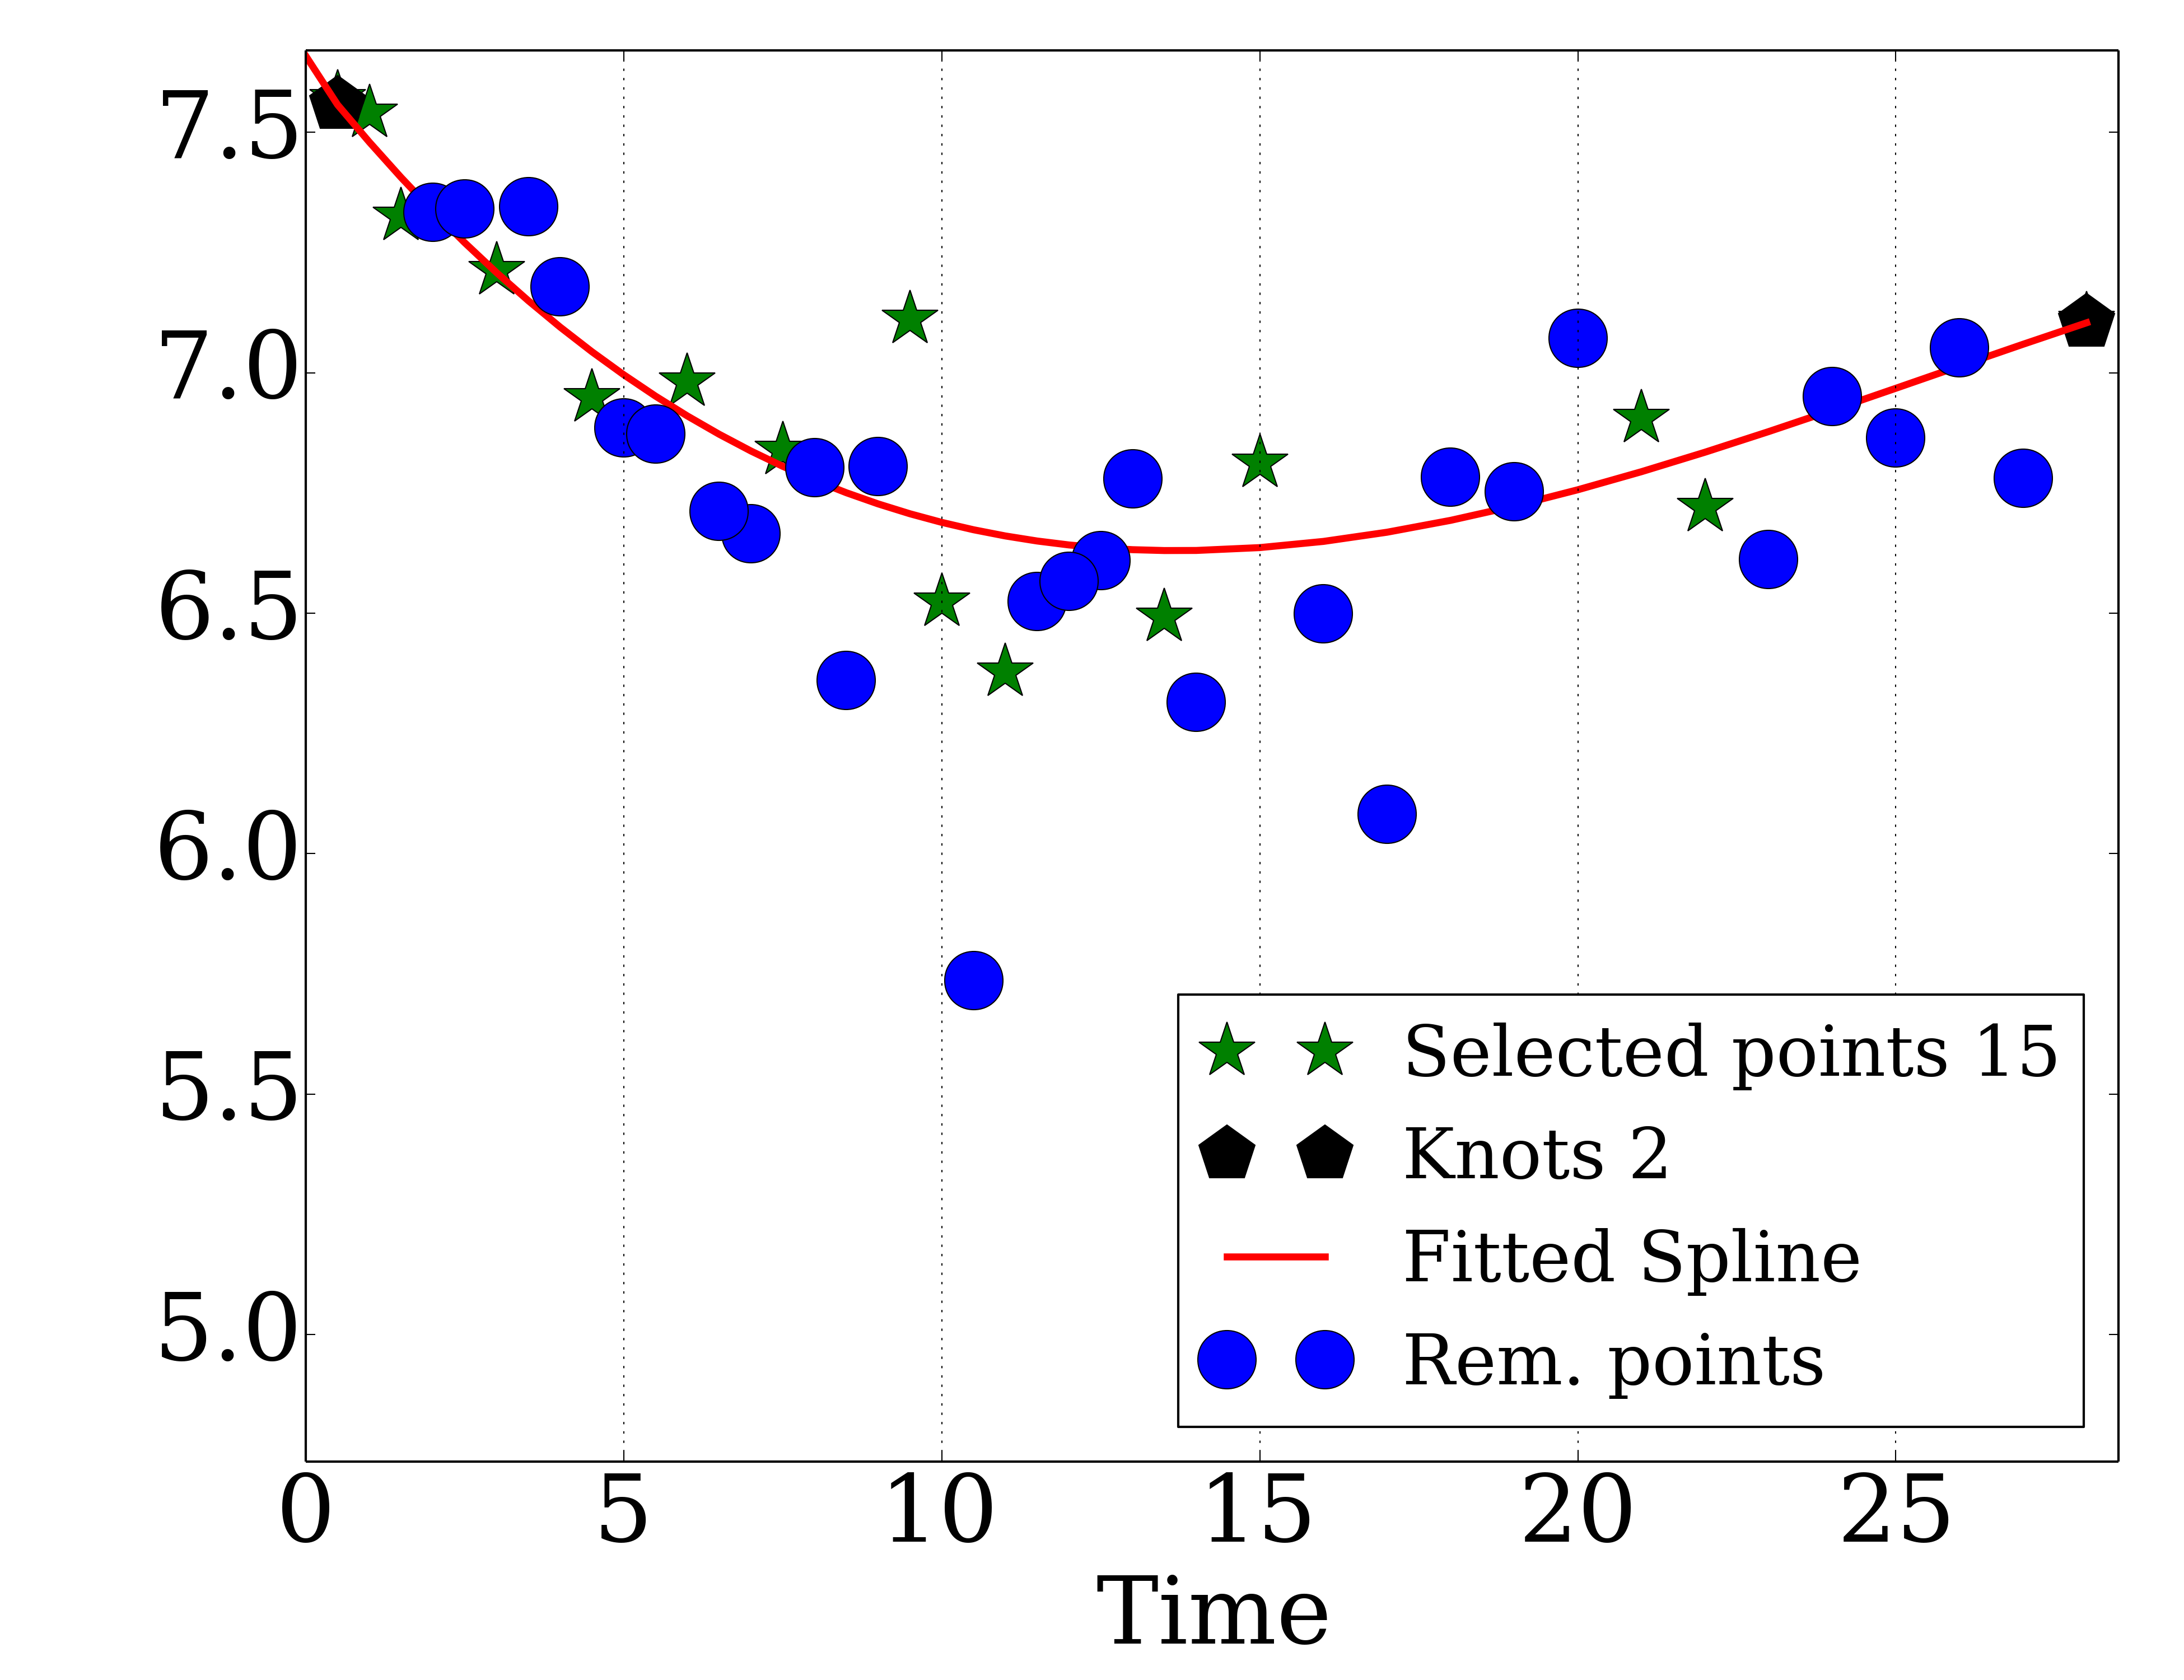 7.5
7.0
6.5
6.0
5.5
5.0
Selected points 15
Knots 2
Fitted Spline
Rem. points
0 5 10 15 20 25
Time